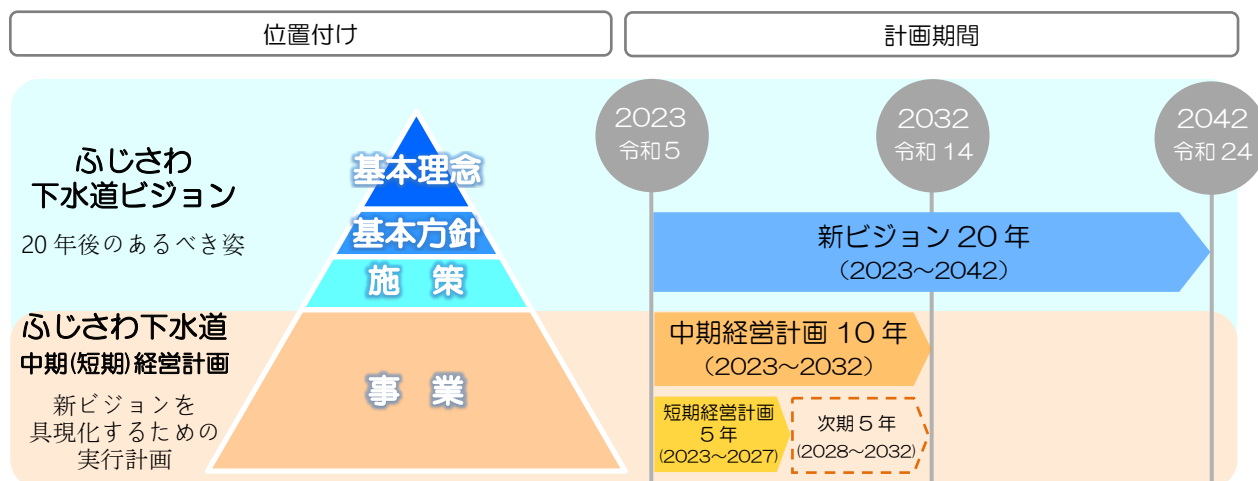 位置付け
計画期間
2023
令和5
2032
令和14
2042
令和24
ふじさわ
下水道ビジョン
20年後のあるべき姿
基本理念
基本方針
施策
新ビジョン20年
（2023～2042）
ふじさわ下水道
中期(短期)経営計画
新ビジョンを
具現化するための
実行計画
事業
中期経営計画10年
（2023～2032）
短期経営計画
5年
(2023～2027)
次期5年
(2028～2032)